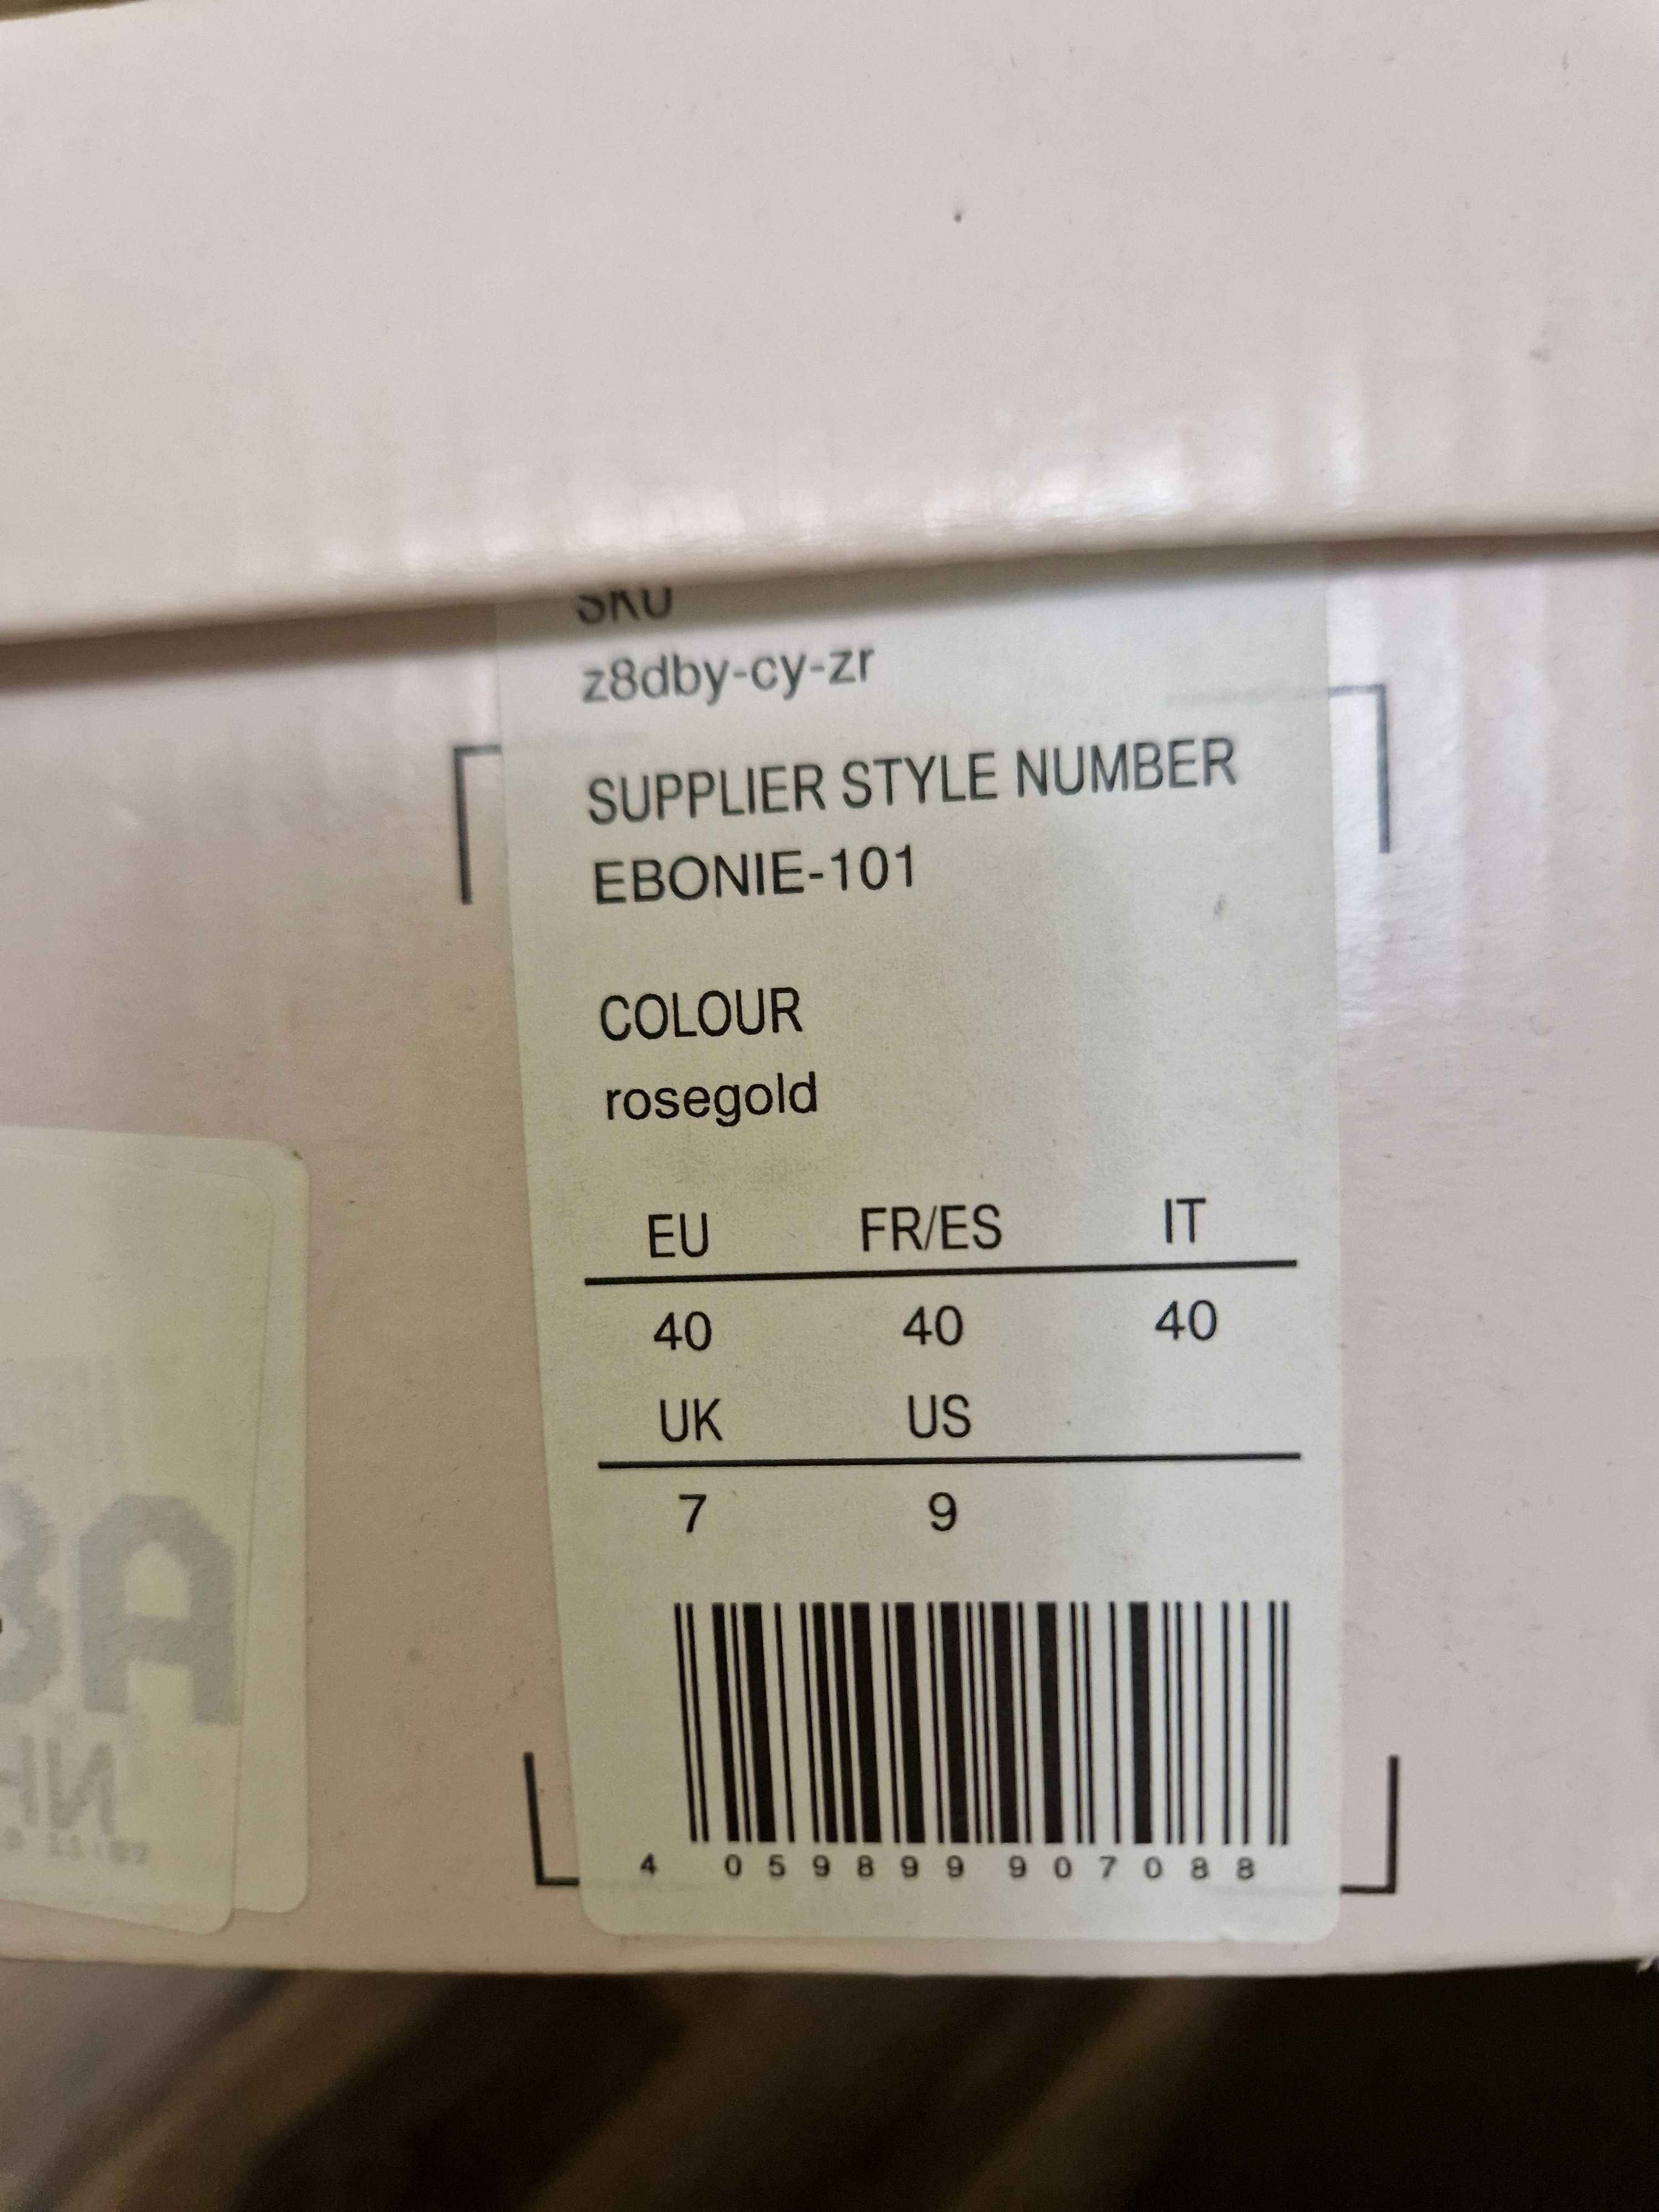 SKU
z8dby-cy-zr
SUPPLIER STYLE NUMBER
EBONIE-101
COLOUR
rosegold
EU FR/ES IT
40 40 40
UK US
7 9
4 059899 907088